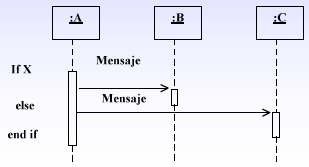 :A :B :C
Mensaje
If X
Mensaje
else
end if